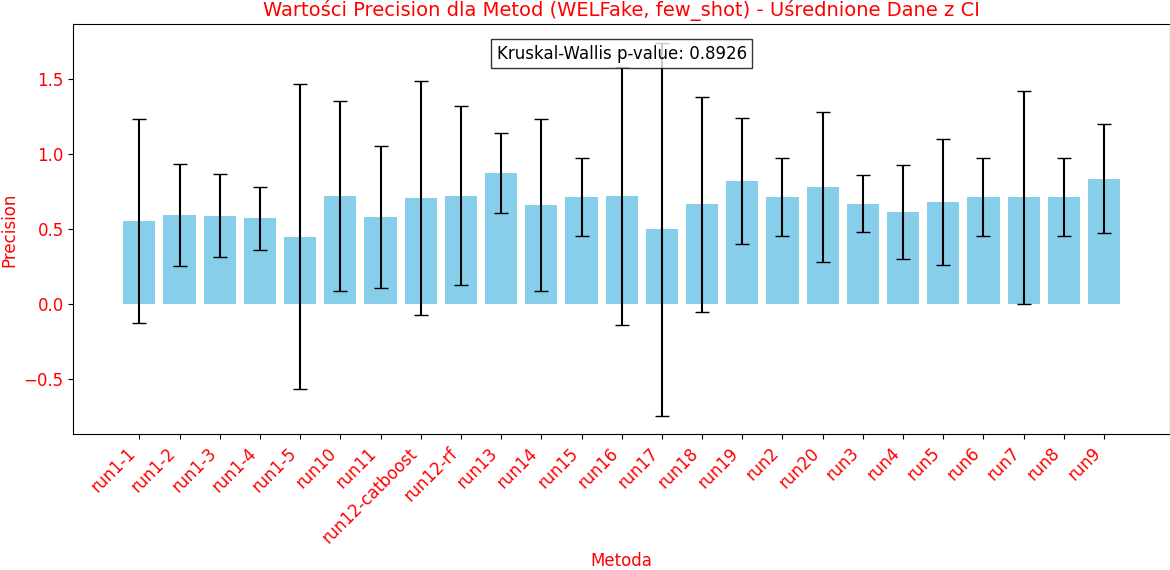 Wartości Precision dla Metod (WELFake, few_shot) - Uśrednione Dane z CI
Kruskal-Wallis p-value: 0.8926
Precision
1.5
1.0
0.5
0.0
−0.5
run1-1
run1-2
run1-3
run1-4
run1-5
run10
run11
run12-catboost
run12-rf
run13
run14
run15
run16
run17
run18
run19
run2
run20
run3
run4
run5
run6
run7
run8
run9
Metoda